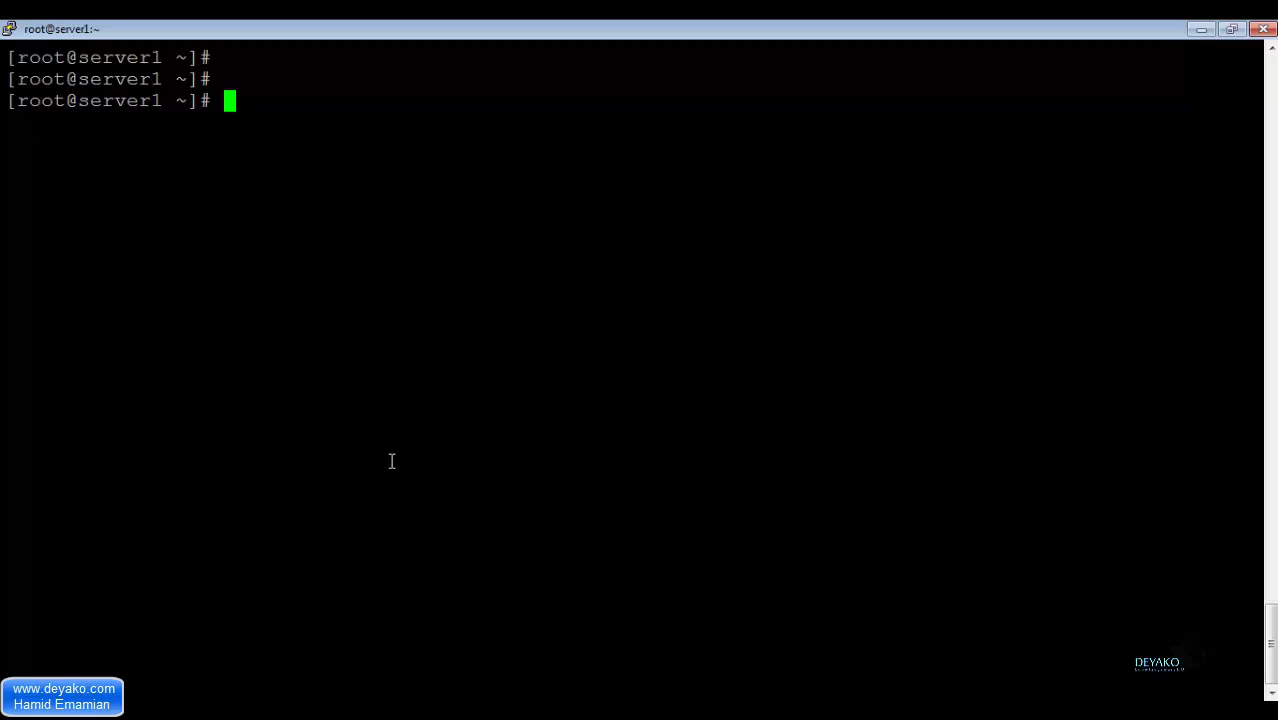 root@server1:~
[root@server1 ~]#
[root@server1 ~]#
[root@server1 ~]#
DEYAKO
www.deyako.com
Hamid Emamian